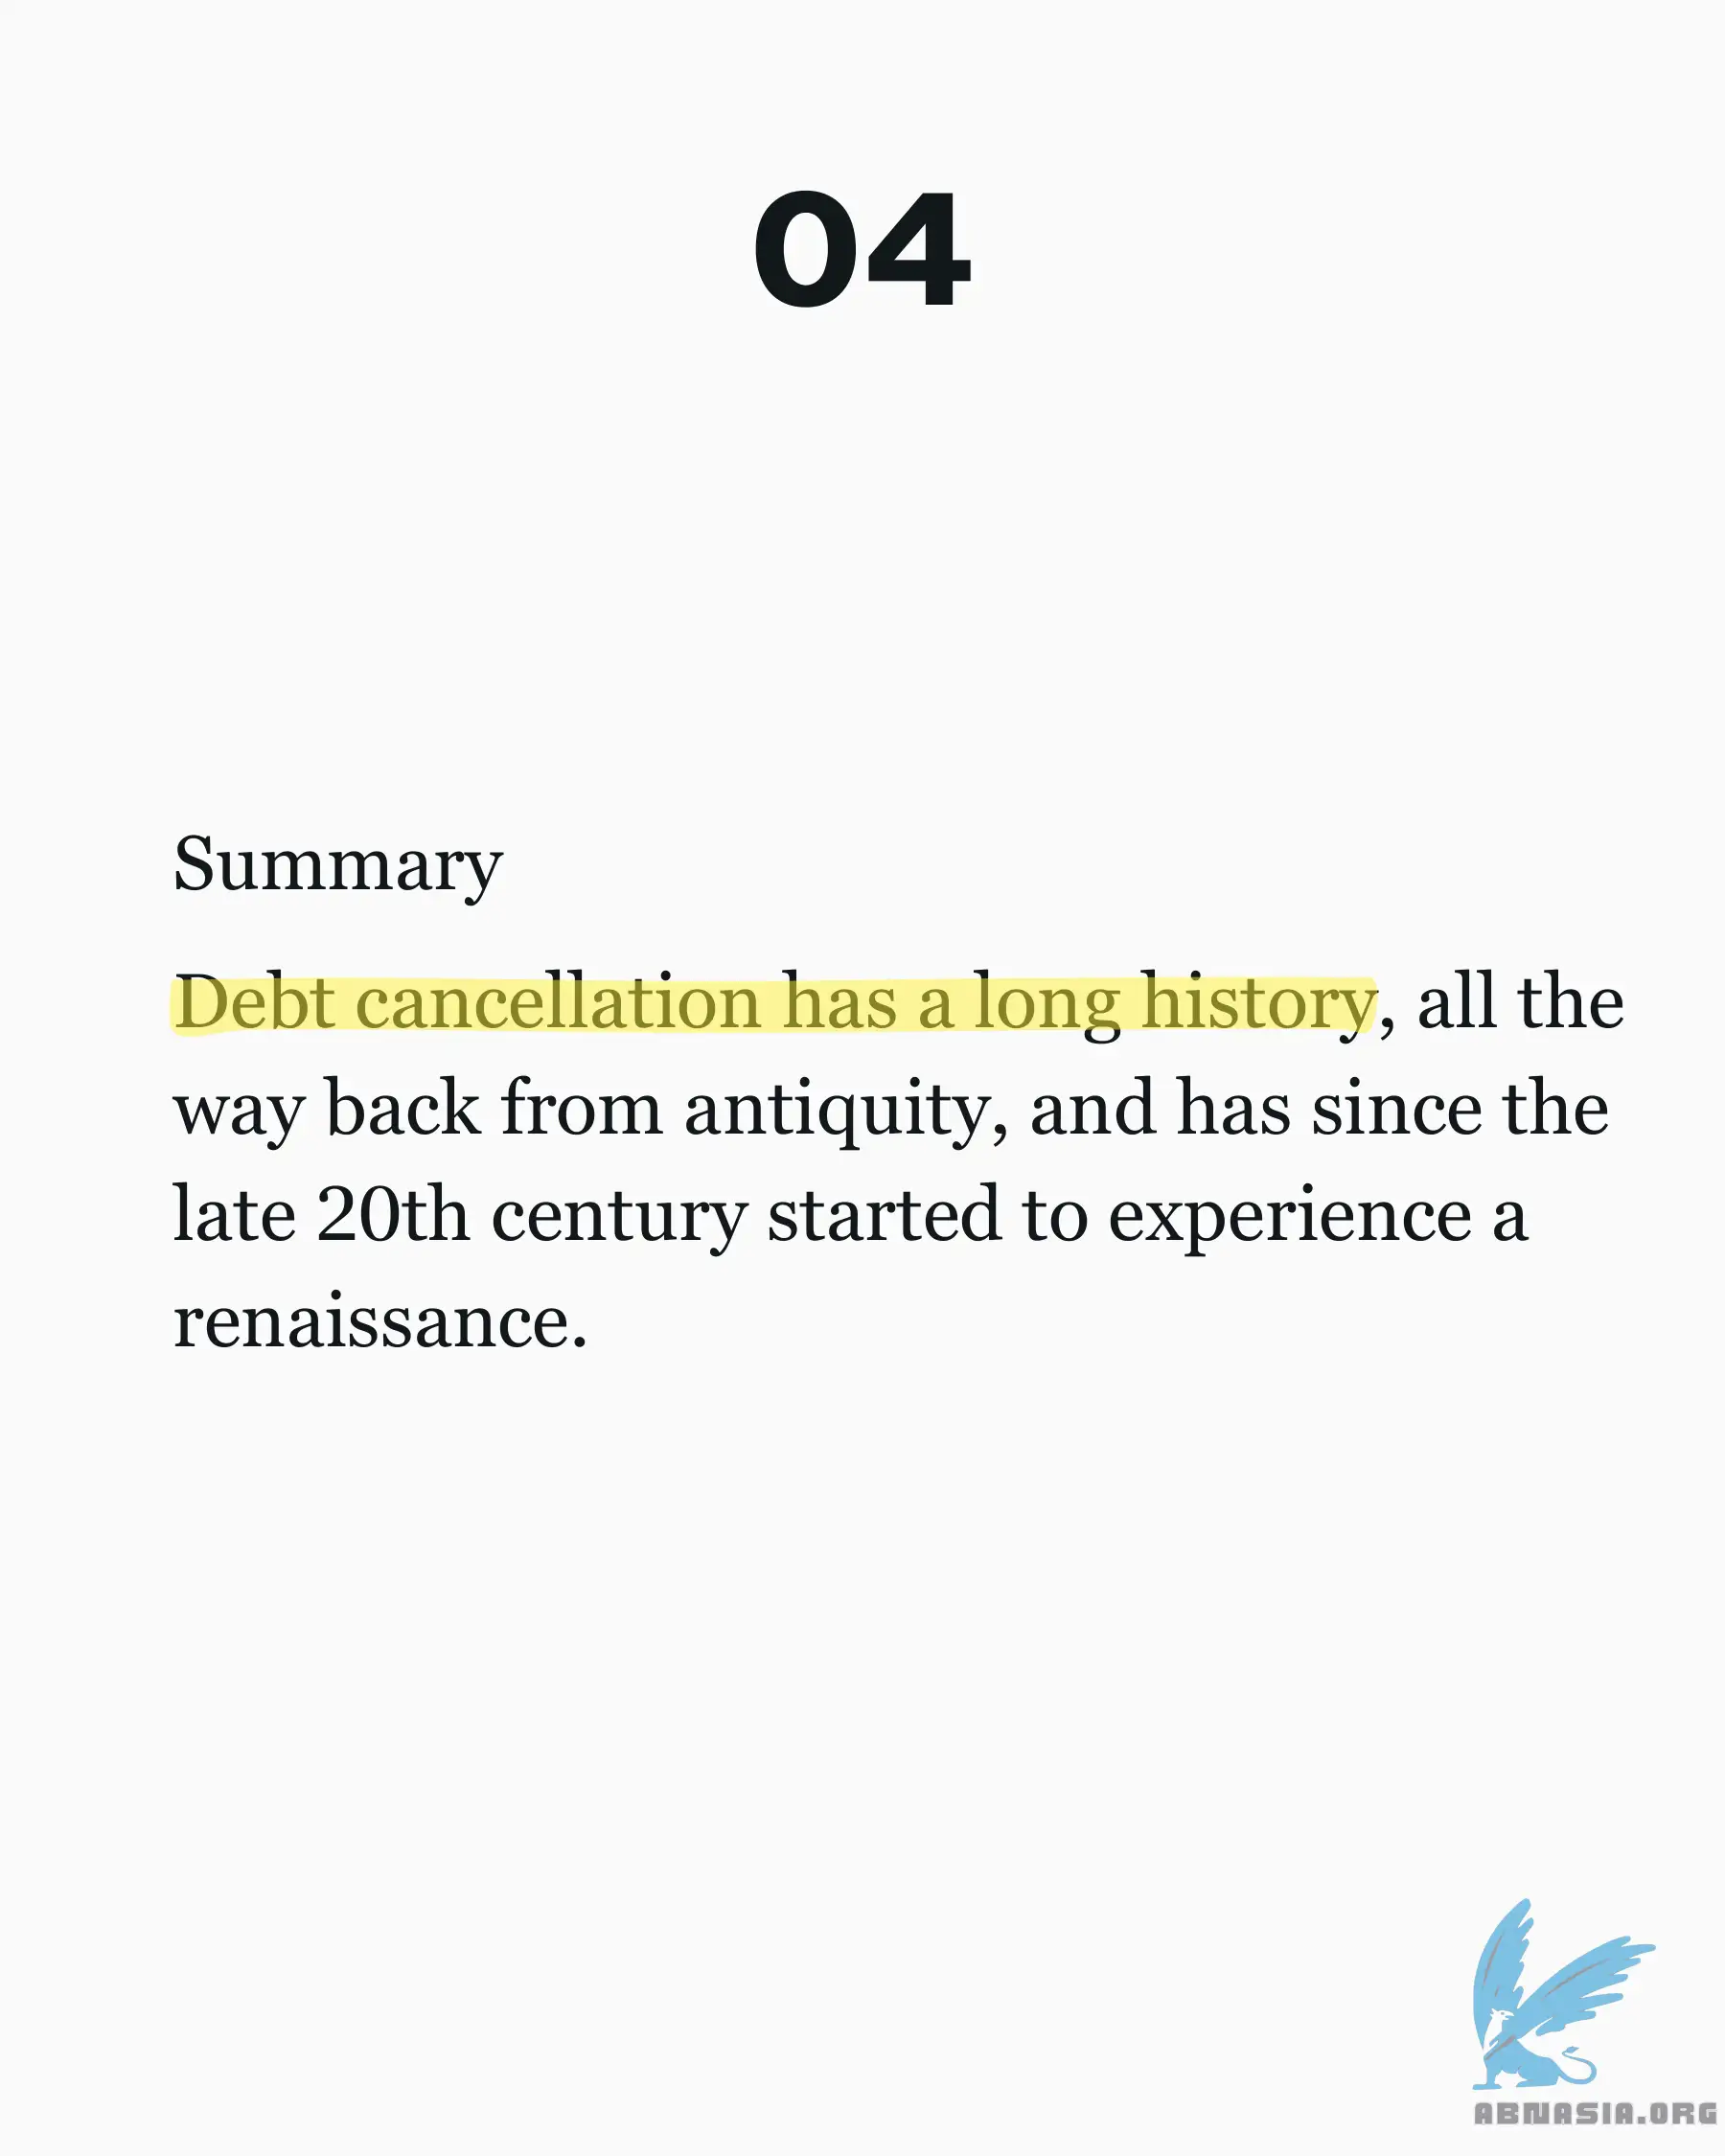 04
Summary
Debt cancellation has a long history, all the
way back from antiquity, and has since the
late 20th century started to experience a
renaissance.
ABNASIA.ORG